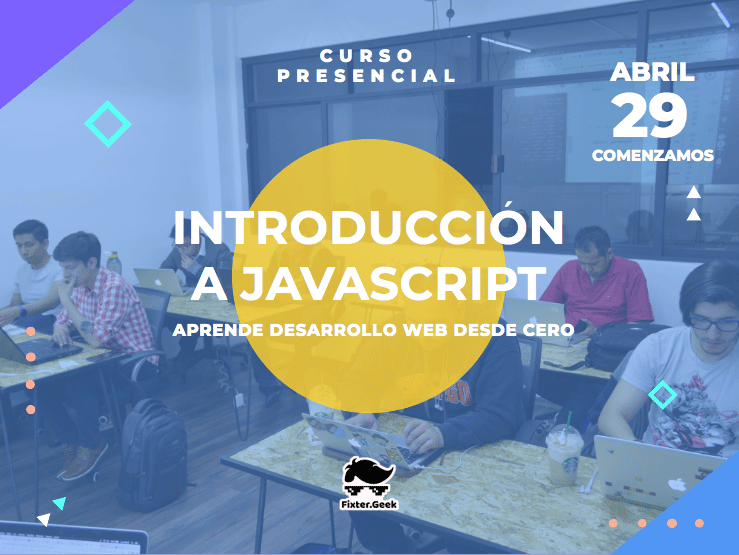 CURSO
PRESENCIAL
ABRIL
29
COMENZAMOS
INTRODUCCIÓN
A JAVASCRIPT
APRENDE DESARROLLO WEB DESDE CERO
Fixter.Geek